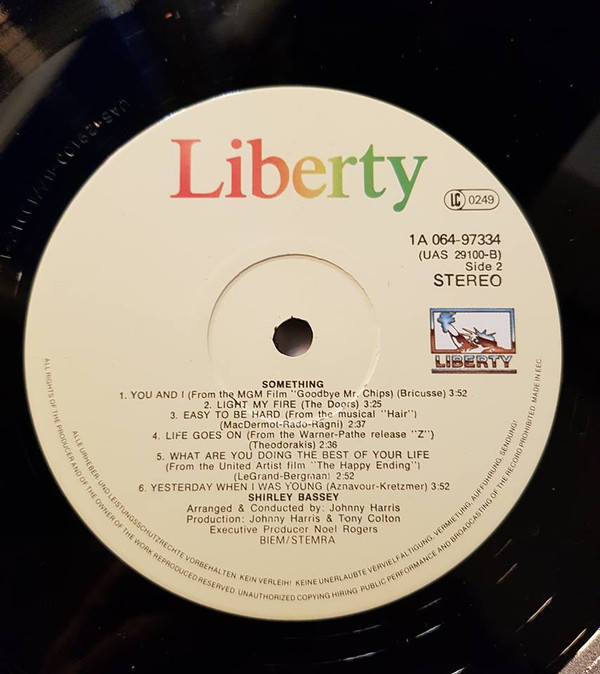 Liberty
LC 0249
1A 064-97334
(UAS 29100-B)
Side 2
STEREO
LIBERTY
SOMETHING
1. YOU AND I (From the MGM Film "Goodbye Mr. Chips) (Bricusse) 3:52
2. LIGHT MY FIRE (The Doors) 3:25
3. EASY TO BE HARD (From the musical "Hair")
(MacDermot-Rado-Ragni) 2:37
4. LIFE GOES ON (From the Warner-Pathe release "Z")
(Theodorakis) 2:36
5. WHAT ARE YOU DOING THE BEST OF YOUR LIFE
(From the United Artist film "The Happy Ending")
(LeGrand-Bergman) 2:52
6. YESTERDAY WHEN I WAS YOUNG (Aznavour-Kretzmer) 3:52
SHIRLEY BASSEY
Arranged & Conducted by: Johnny Harris
Production: Johnny Harris & Tony Colton
Executive Producer Noel Rogers
BIEM/STEMRA
ALLE URHEBER- UND LEISTUNGSSCHUTZRECHTE VORBEHALTEN. KEIN VERLEIH! KEINE UNERLAUBTE VERVIELFÄLTIGUNG, VERMIETUNG, AUFFÜHRUNG, SENDUNG!
ALL RIGHTS OF THE PRODUCER AND OF THE OWNER OF THE WORK REPRODUCED RESERVED. UNAUTHORIZED COPYING HIRING PUBLIC PERFORMANCE AND BROADCASTING OF THE RECORD PROHIBITED. MADE IN EEC